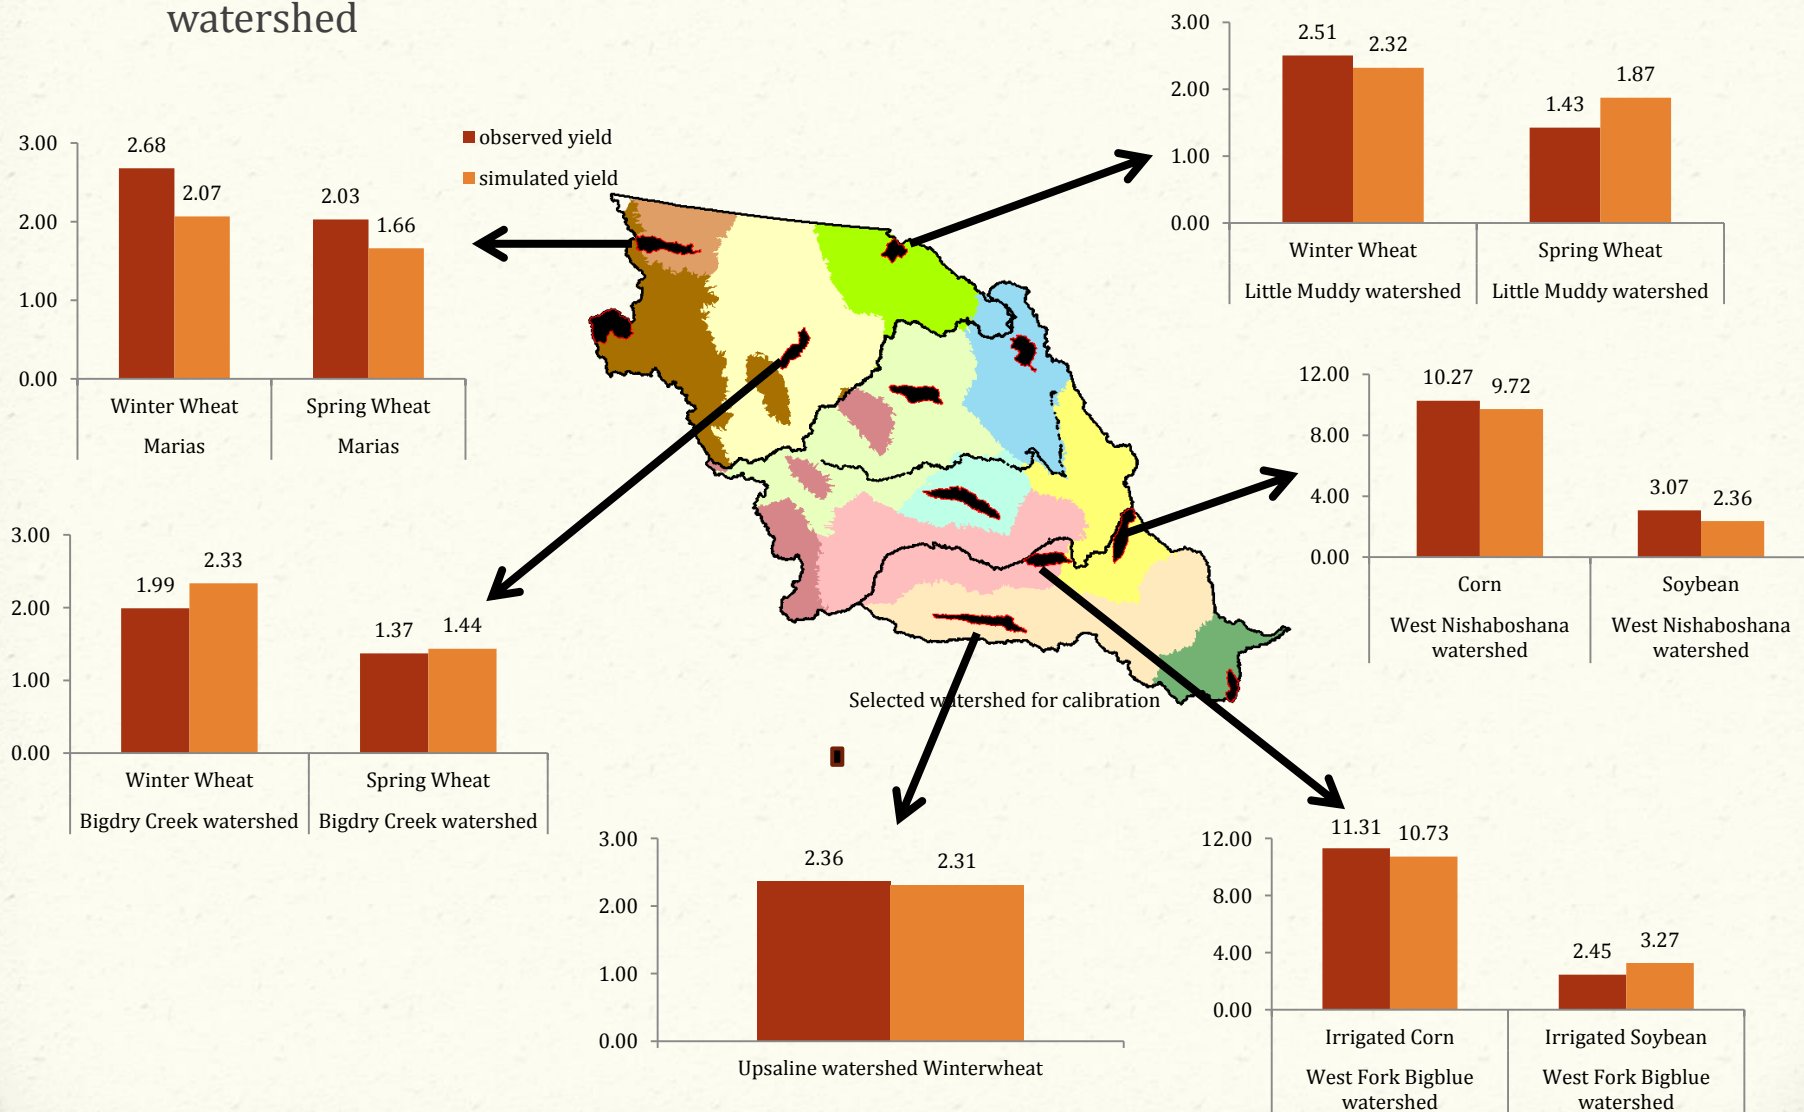 watershed
observed yield
simulated yield
3.00
2.00
1.00
0.00
2.68
2.07
2.03
1.66
Winter Wheat
Spring Wheat
Marias
Marias
3.00
2.00
1.00
0.00
2.51
2.32
1.43
1.87
Winter Wheat
Spring Wheat
Little Muddy watershed
Little Muddy watershed
12.00
8.00
4.00
0.00
10.27
9.72
3.07
2.36
Corn
Soybean
West Nishaboshana
watershed
West Nishaboshana
watershed
3.00
2.00
1.00
0.00
1.99
2.33
1.37
1.44
Winter Wheat
Spring Wheat
Bigdry Creek watershed
Bigdry Creek watershed
Selected watershed for calibration
3.00
2.00
1.00
0.00
2.36
2.31
Upsaline watershed Winterwheat
12.00
8.00
4.00
0.00
11.31
10.73
2.45
3.27
Irrigated Corn
Irrigated Soybean
West Fork Bigblue
watershed
West Fork Bigblue
watershed